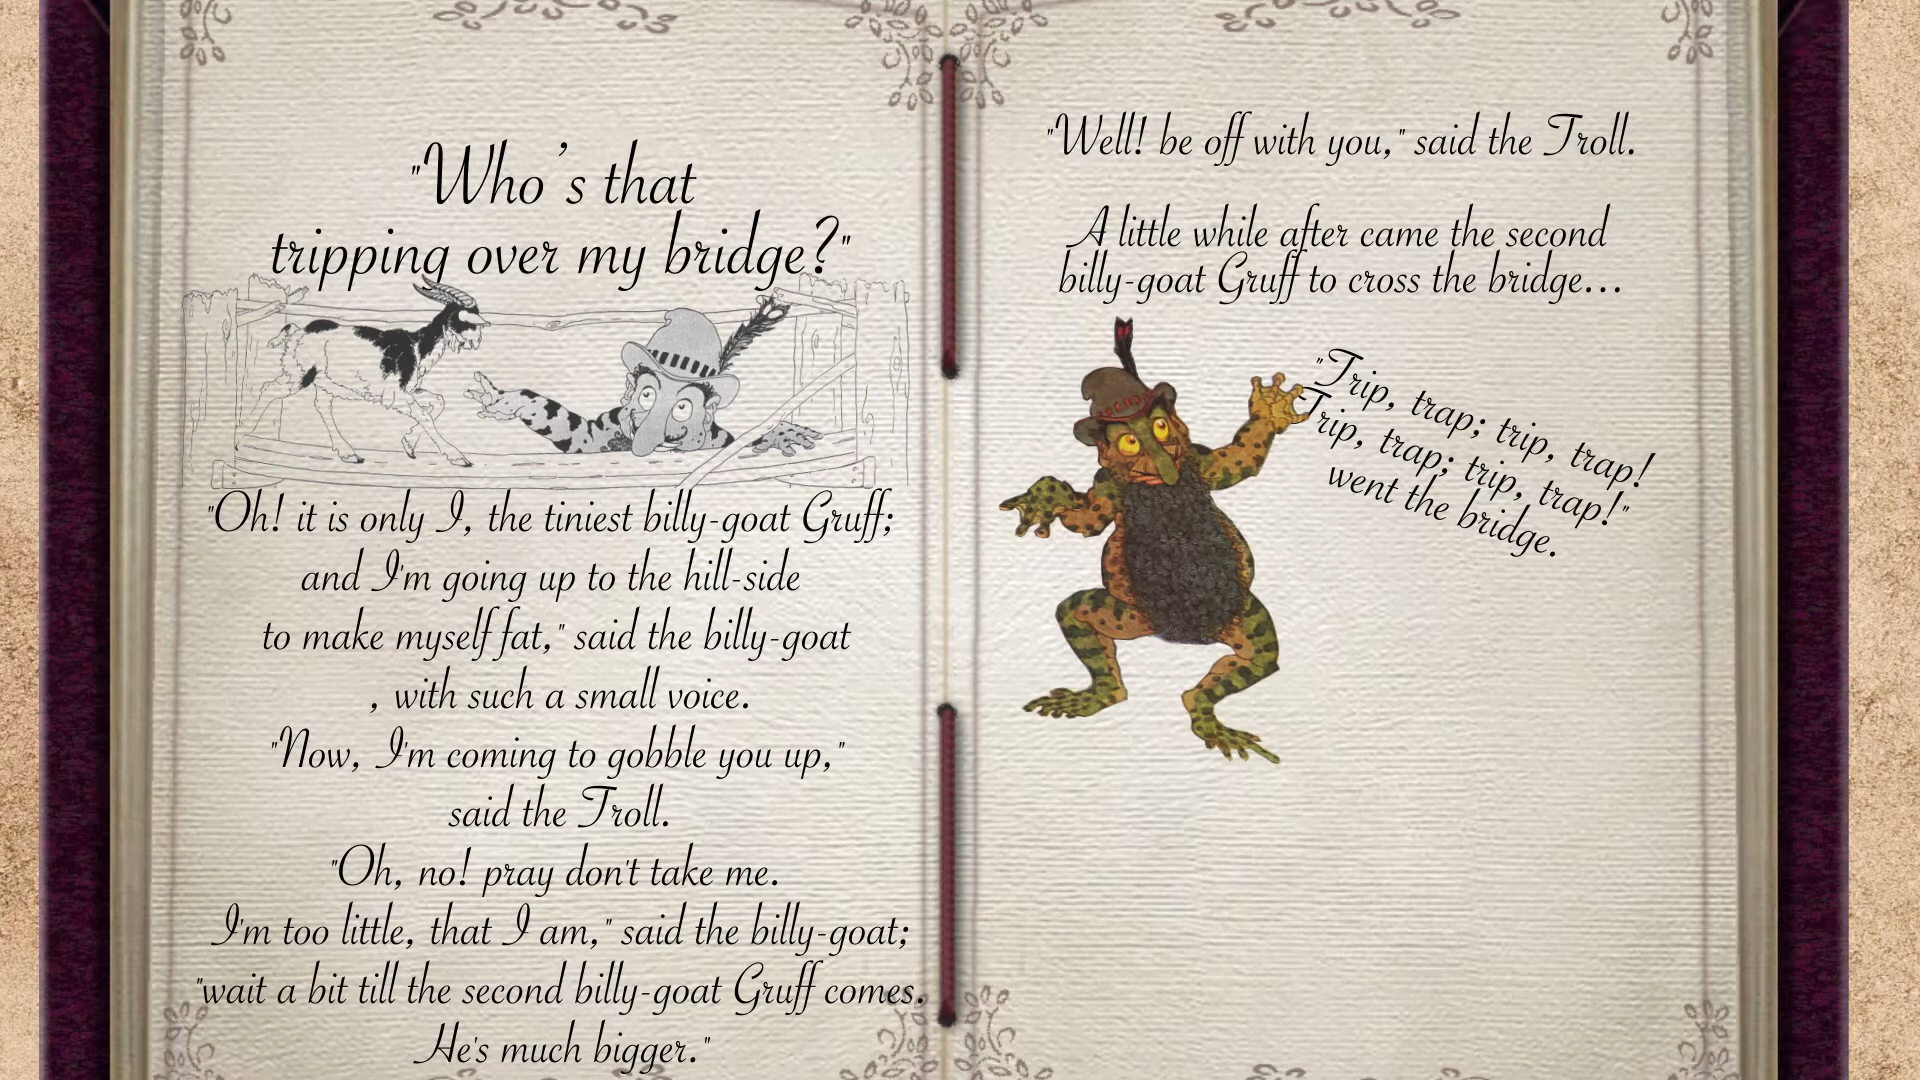 "Who's that
tripping over my bridge?"
"Oh! it is only I, the tiniest billy-goat Gruff;
and I'm going up to the hill-side
to make myself fat," said the billy-goat
, with such a small voice.
"Now, I'm coming to gobble you up,"
said the Troll.
"Oh, no! pray don't take me.
I'm too little, that I am," said the billy-goat;
"wait a bit till the second billy-goat Gruff comes.
He's much bigger."
"Well! be off with you," said the Troll.
A little while after came the second
billy-goat Gruff to cross the bridge...
"Trip, trap; trip, trap!
Trip, trap; trip, trap!"
went the bridge.